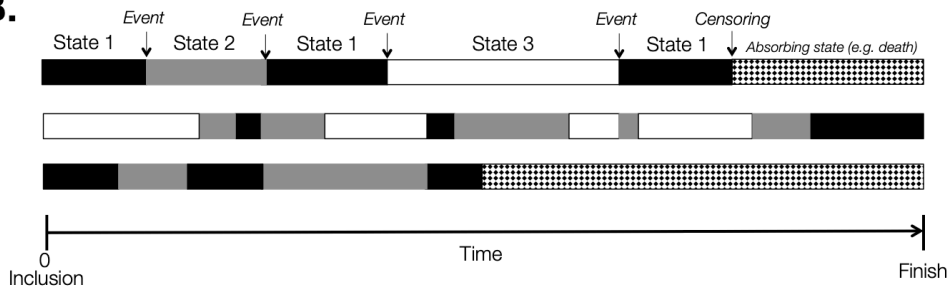 B.
Event Event Event Event Censoring
State 1 State 2 State 1 State 3 State 1 Absorbing state (e.g. death)
0 Time
Inclusion Finish